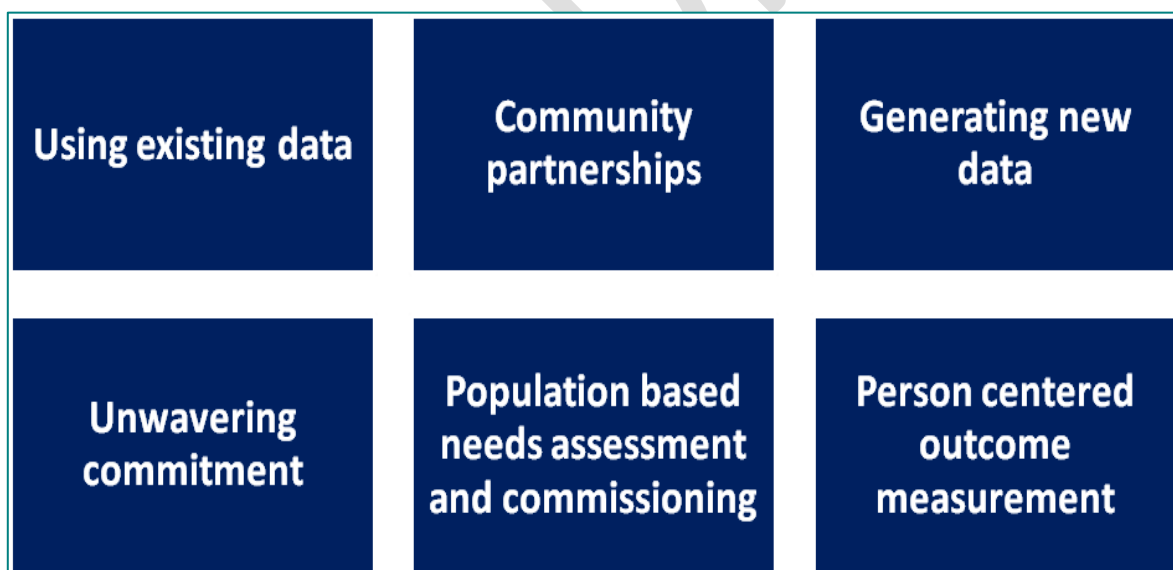 Using existing data
Community
partnerships
Generating new
data
Unwavering
commitment
Population based
needs assessment
and commissioning
Person centered
outcome
measurement